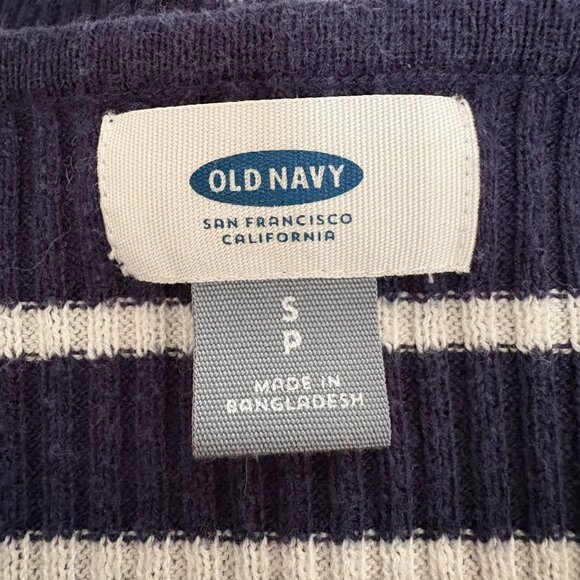 OLD NAVY
SAN FRANCISCO
CALIFORNIA
S
P
MADE IN
BANGLADESH